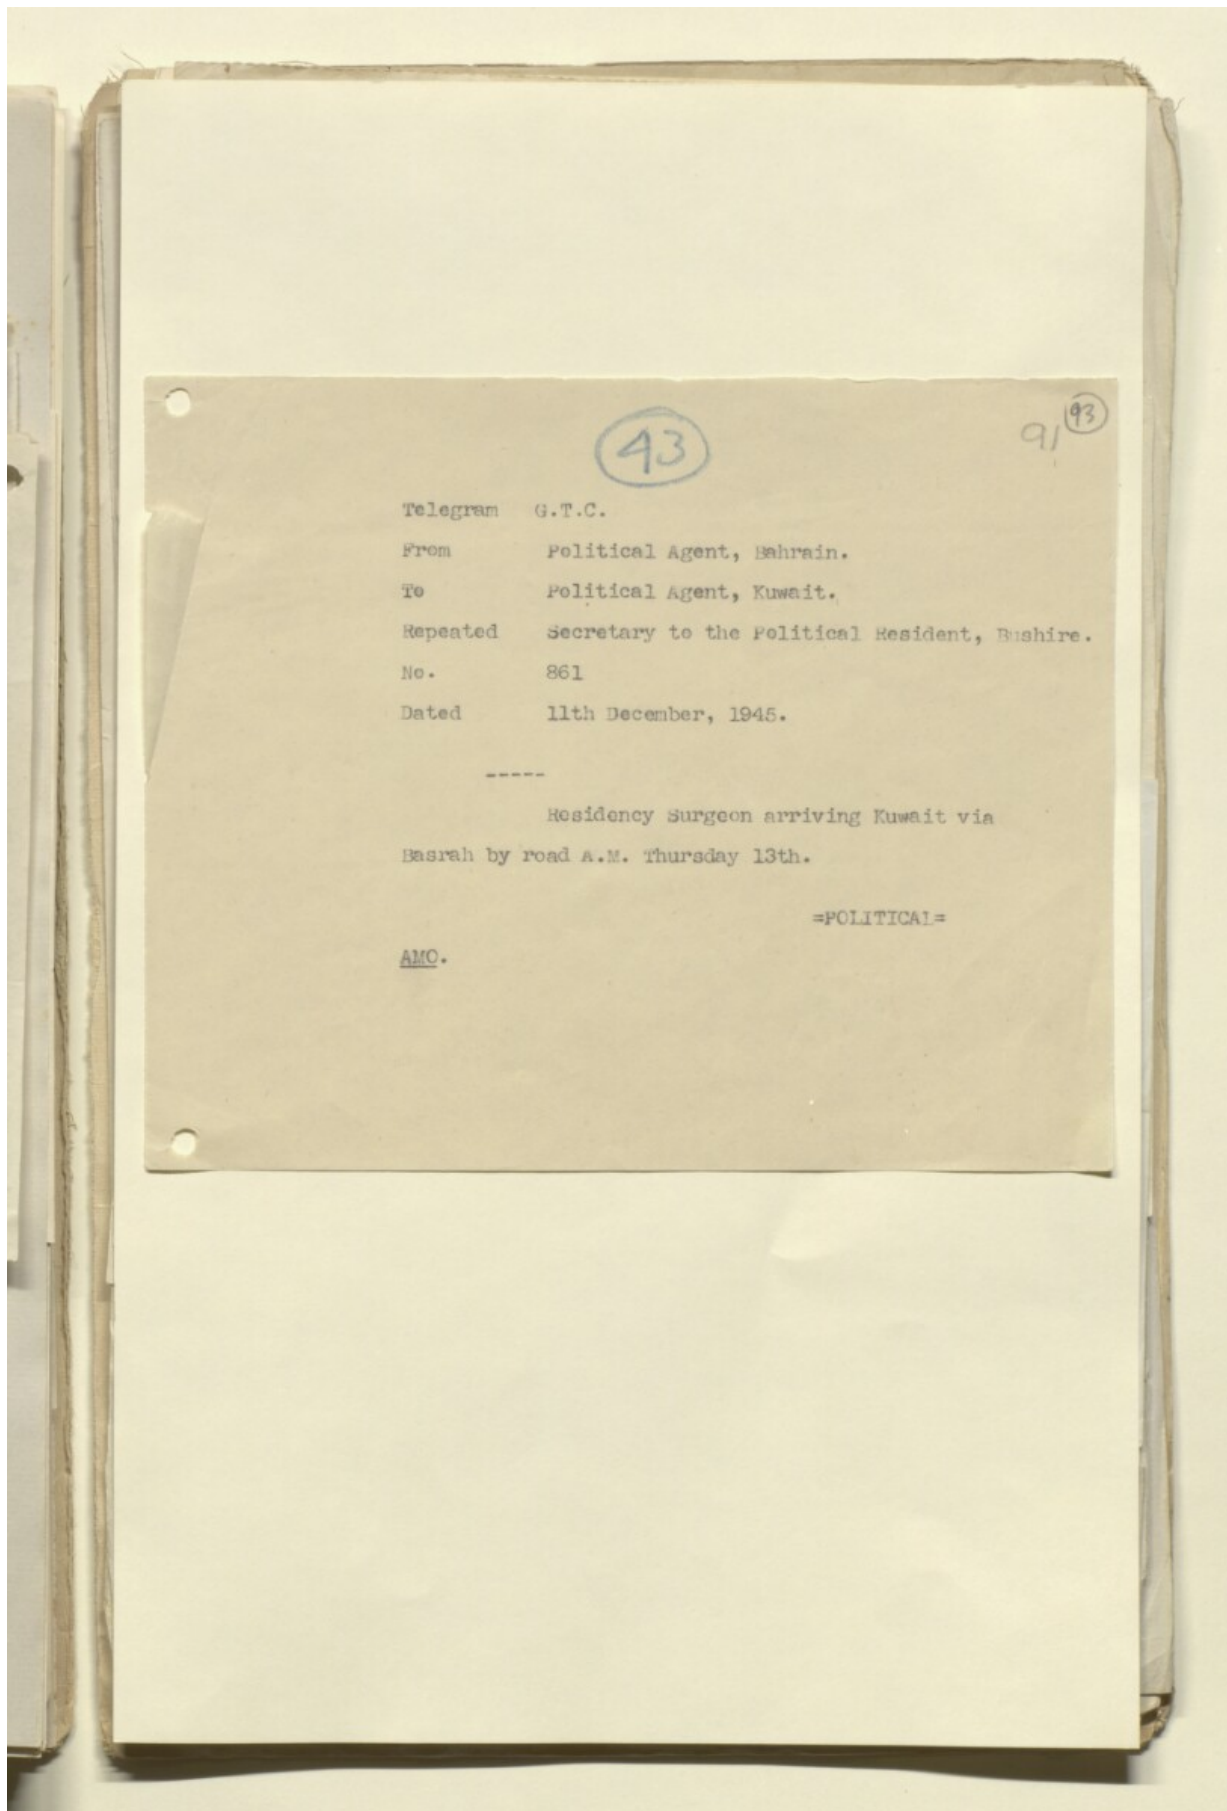 43
91
93
Telegram G.T.C.
From Political Agent, Bahrain.
To Political Agent, Kuwait.
Repeated Secretary to the Political Resident, Bushire.
No. 861
Dated 11th December, 1945.
-----
Residency Surgeon arriving Kuwait via
Basrah by road A.M. Thursday 13th.
=POLITICAL=
AMO.